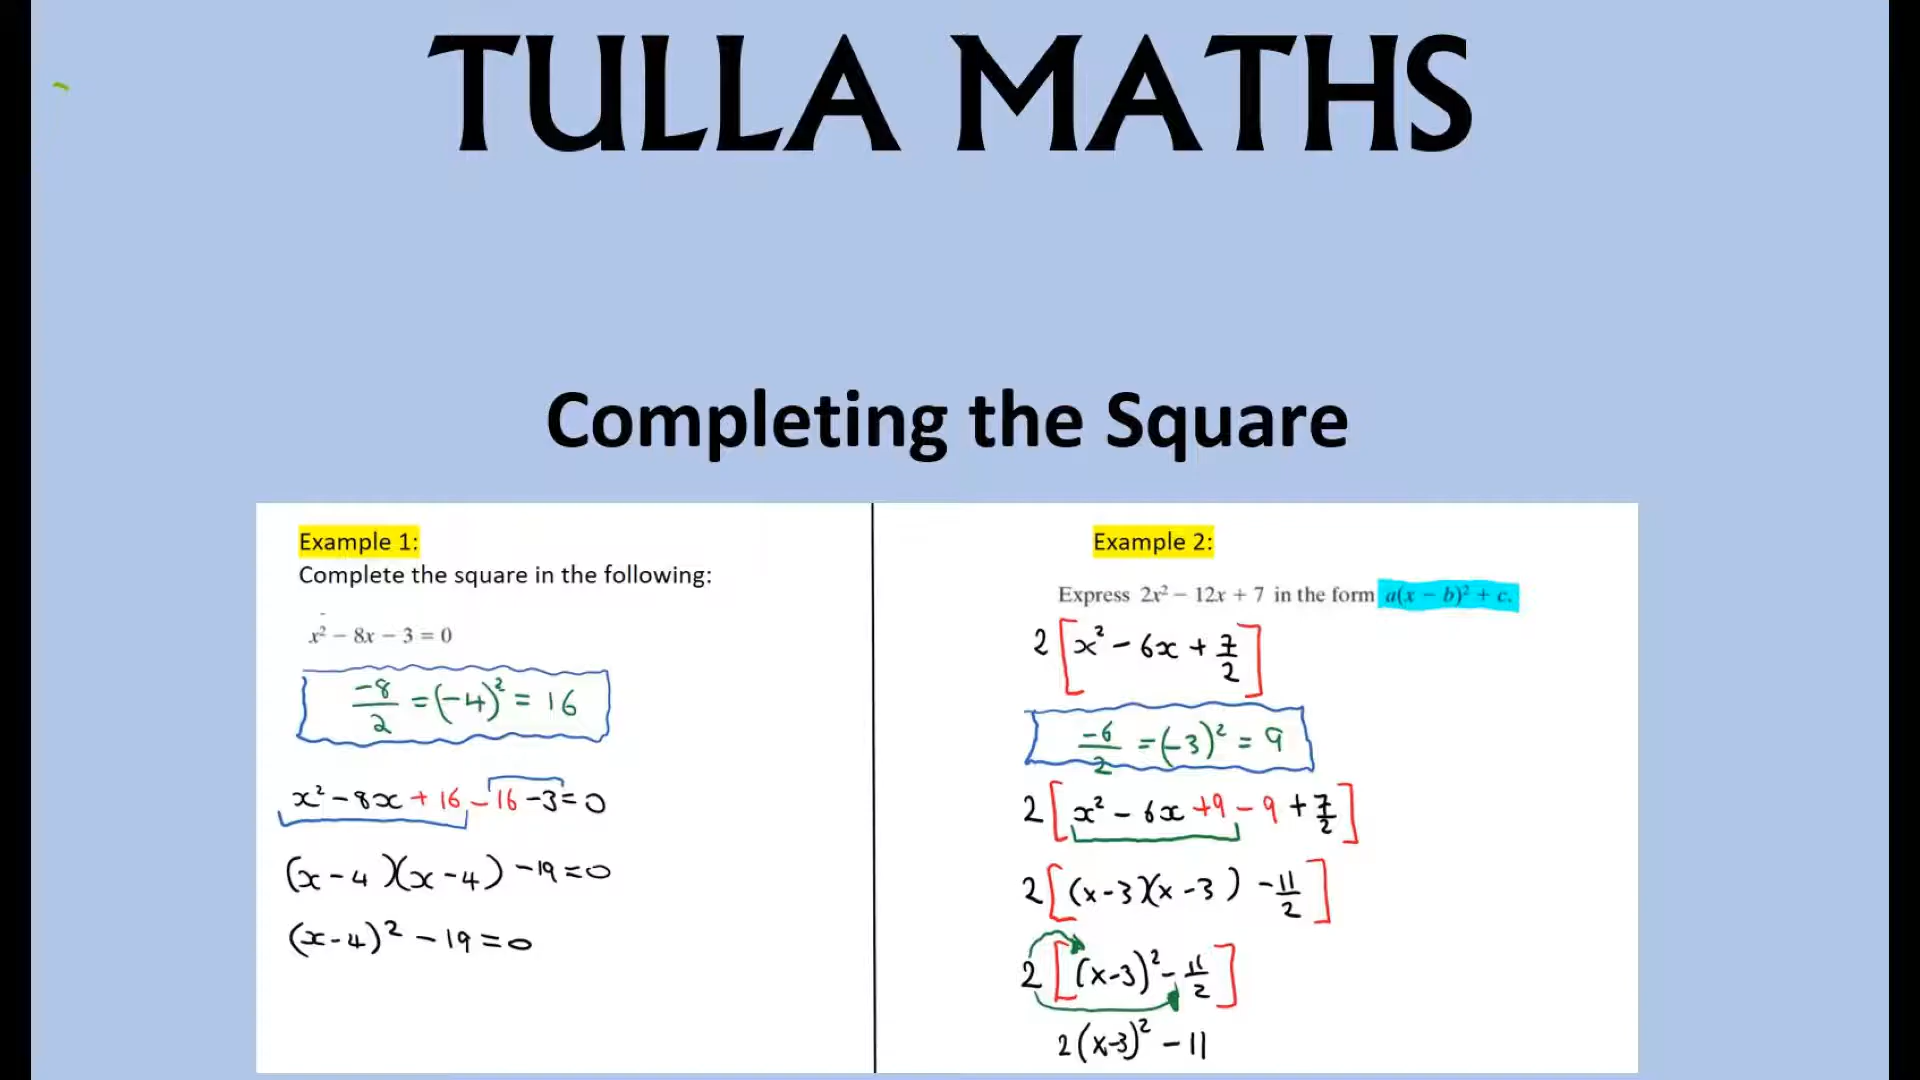 TULLA MATHS
Completing the Square
Example 1:
Complete the square in the following:
x² − 8x − 3 = 0
-8/2 = (-4)² = 16
x² - 8x + 16 - 16 - 3 = 0
(x - 4)(x - 4) - 19 = 0
(x - 4)² - 19 = 0
Example 2:
Express 2x² − 12x + 7 in the form a(x − b)² + c.
2[x² - 6x + 7/2]
-6/2 = (-3)² = 9
2[x² - 6x + 9 - 9 + 7/2]
2[(x - 3)(x - 3) - 11/2]
2[(x - 3)² - 11/2]
2(x - 3)² - 11